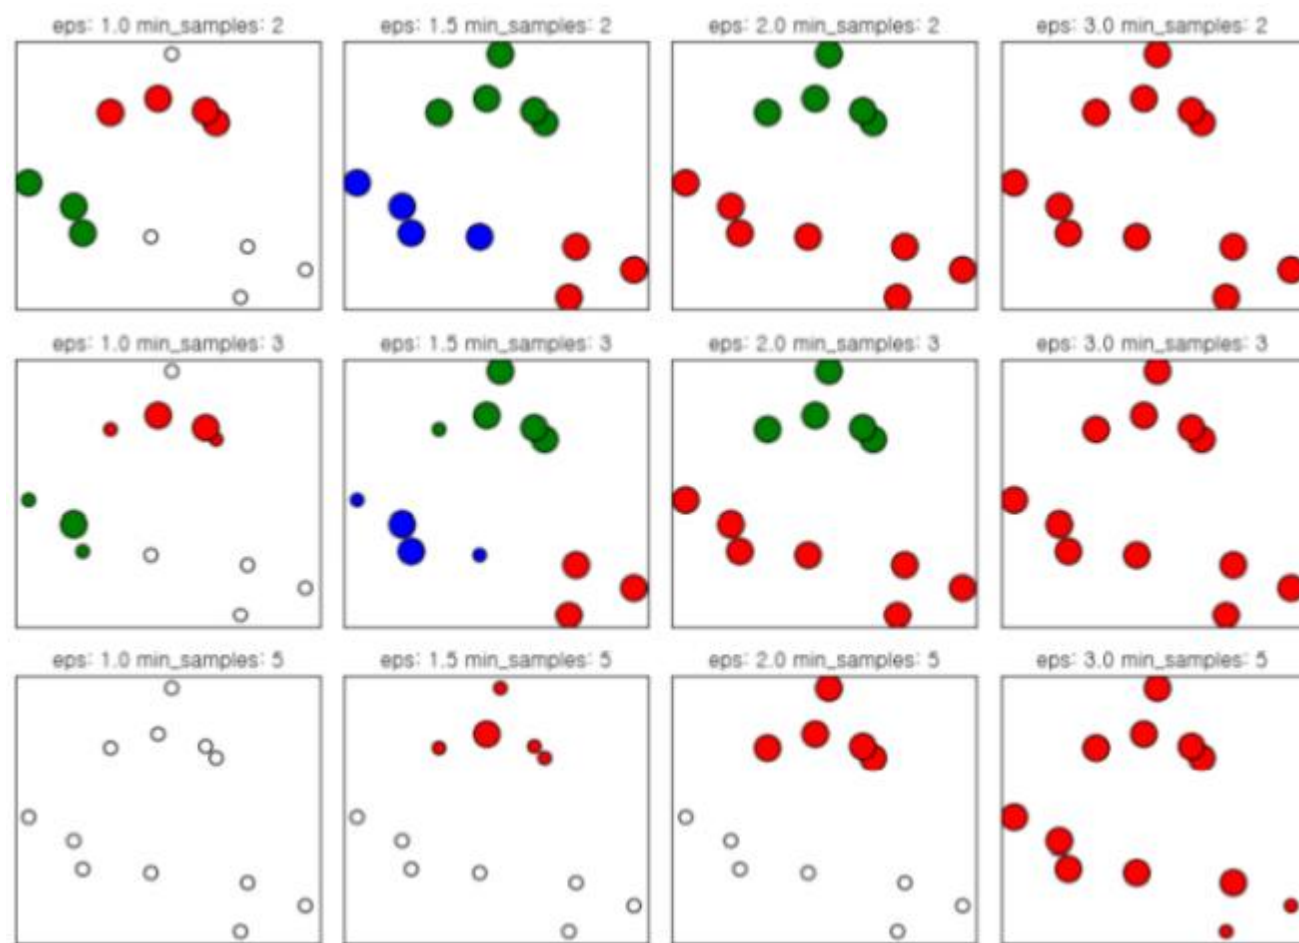 eps: 1.0 min_samples: 2
eps: 1.5 min_samples: 2
eps: 2.0 min_samples: 2
eps: 3.0 min_samples: 2
eps: 1.0 min_samples: 3
eps: 1.5 min_samples: 3
eps: 2.0 min_samples: 3
eps: 3.0 min_samples: 3
eps: 1.0 min_samples: 5
eps: 1.5 min_samples: 5
eps: 2.0 min_samples: 5
eps: 3.0 min_samples: 5